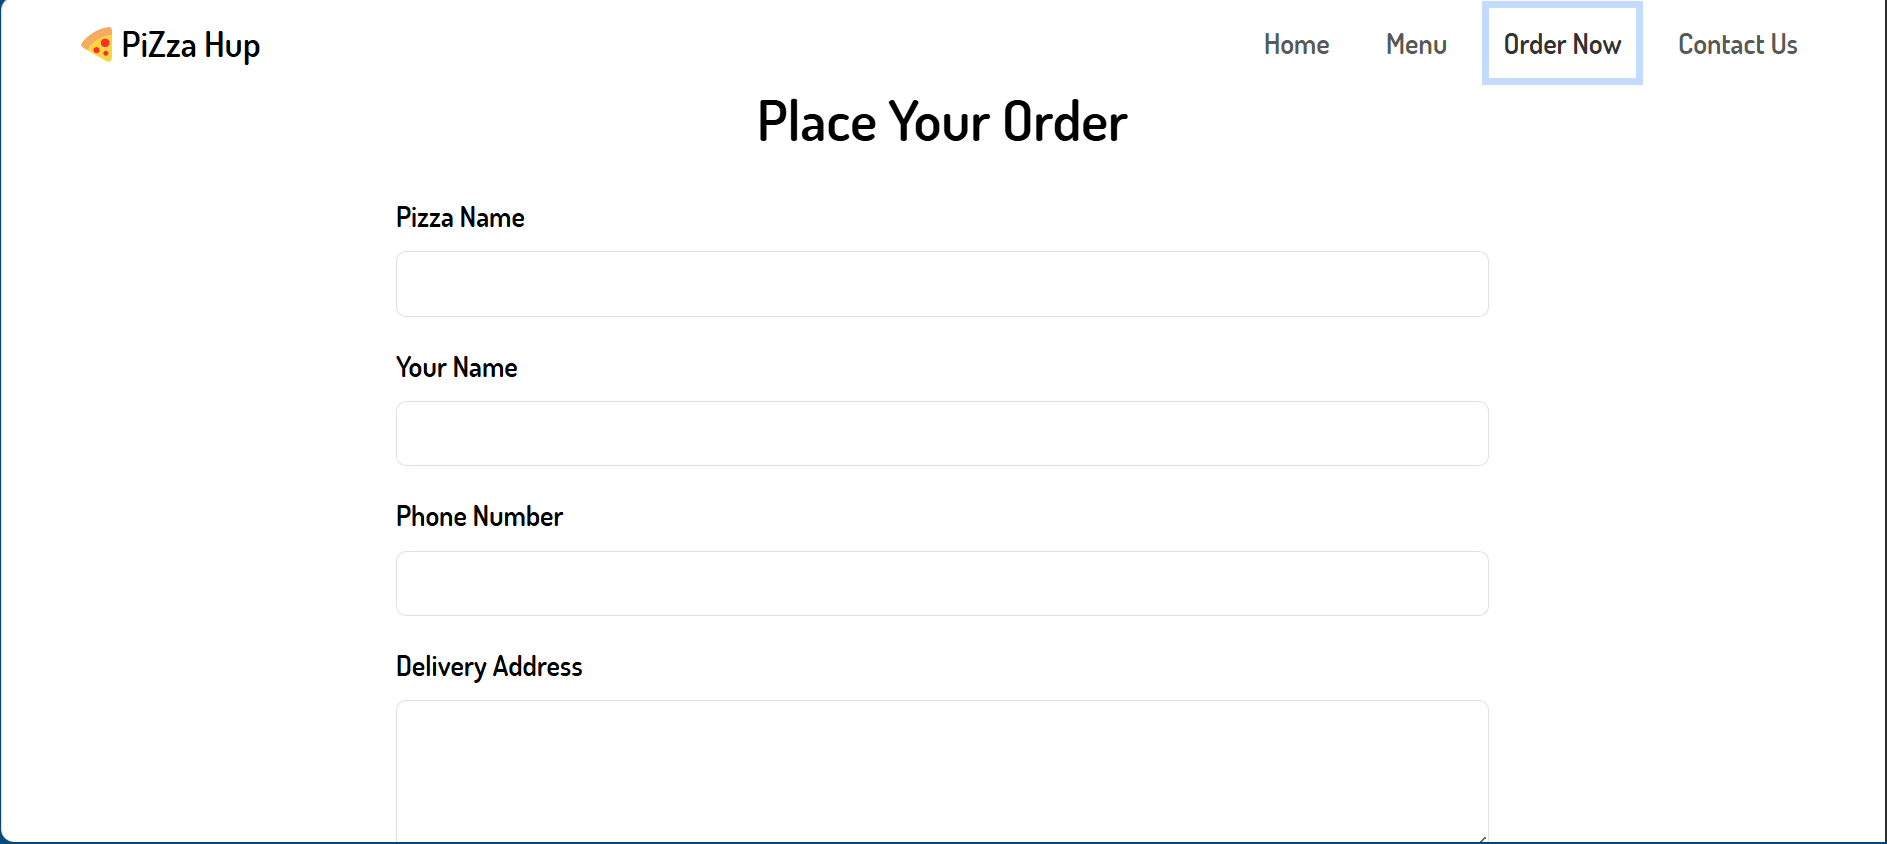 PiZza Hup
Home Menu Order Now Contact Us
Place Your Order
Pizza Name
Your Name
Phone Number
Delivery Address